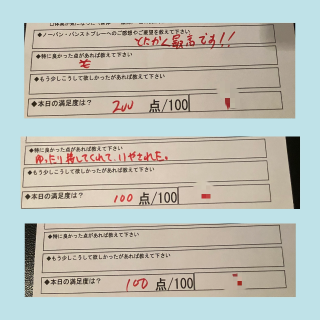 ◆ノーパン・パンストプレーへのご感想やご要望を教えて下さい
とにかく最高です!!
◆特に良かった点があれば教えて下さい
◆もう少しこうして欲しかったがあれば教えて下さい
◆本日の満足度は? 200 点/100
◆特に良かった点があれば教えて下さい
ゆったり接してくれて、いやされた。
◆もう少しこうして欲しかったがあれば教えて下さい
◆本日の満足度は? 100 点/100
◆特に良かった点があれば教えて下さい
◆もう少しこうして欲しかったがあれば教えて下さい
◆本日の満足度は? 100 点/100